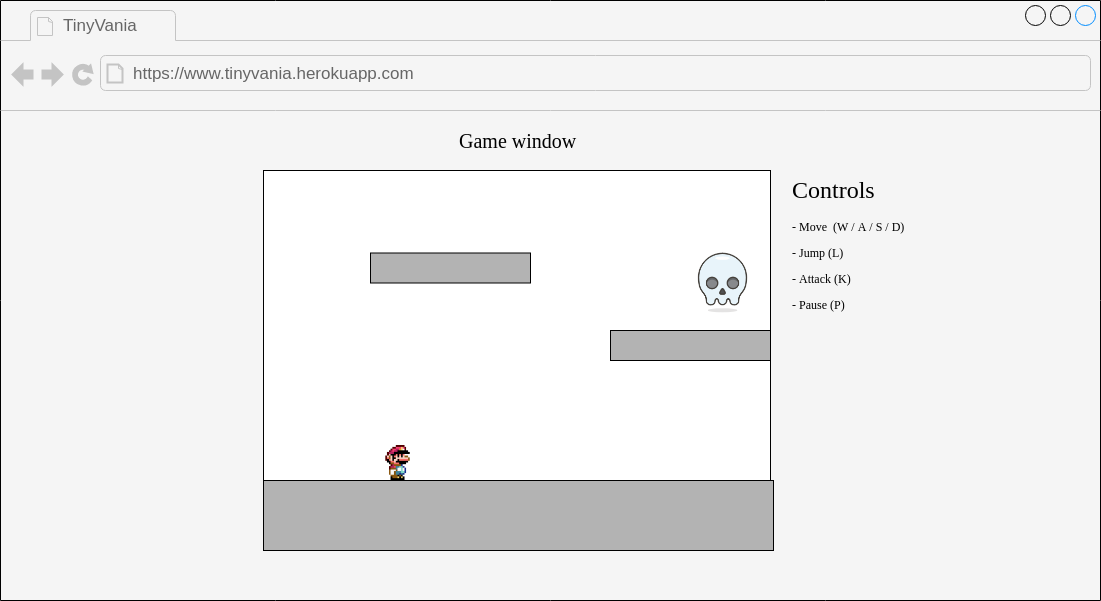 TinyVania
https://www.tinyvania.herokuapp.com
Game window
Controls
- Move  (W / A / S / D)
- Jump (L)
- Attack (K)
- Pause (P)